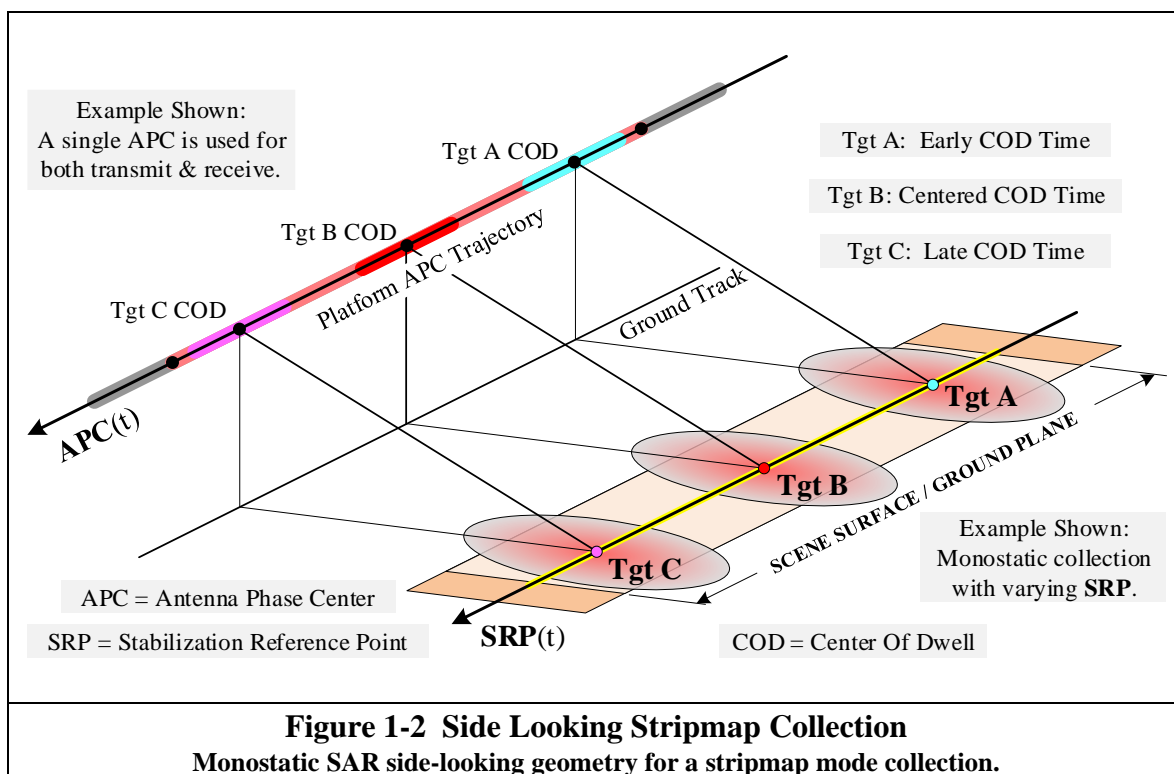 Example Shown:
A single APC is used for
both transmit & receive.
Tgt A COD
Tgt B COD
Tgt C COD
Platform APC Trajectory
Ground Track
APC(t)
Tgt A:  Early COD Time
Tgt B: Centered COD Time
Tgt C:  Late COD Time
Tgt A
Tgt B
Tgt C
SCENE SURFACE / GROUND PLANE
Example Shown:
Monostatic collection
with varying SRP.
APC = Antenna Phase Center
SRP = Stabilization Reference Point
SRP(t)
COD = Center Of Dwell
Figure 1-2  Side Looking Stripmap Collection
Monostatic SAR side-looking geometry for a stripmap mode collection.